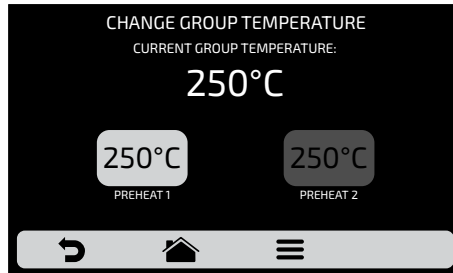 CHANGE GROUP TEMPERATURE
CURRENT GROUP TEMPERATURE:
250°C
250°C 250°C
PREHEAT 1 PREHEAT 2